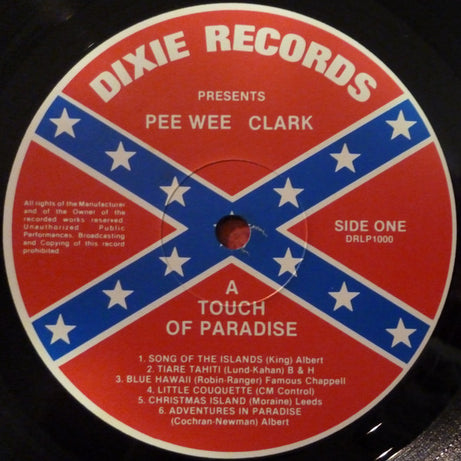 DIXIE RECORDS
PRESENTS
PEE WEE CLARK
All rights of the Manufacturer
and of the Owner of the
recorded works reserved.
Unauthorized Public
Performances, Broadcasting
and Copying of this record
prohibited
SIDE ONE
DRLP1000
A
TOUCH
OF PARADISE
1. SONG OF THE ISLANDS (King) Albert
2. TIARE TAHITI (Lund-Kahan) B & H
3. BLUE HAWAII (Robin-Ranger) Famous Chappell
4. LITTLE COUQUETTE (CM Control)
5. CHRISTMAS ISLAND (Moraine) Leeds
6. ADVENTURES IN PARADISE
(Cochran-Newman) Albert